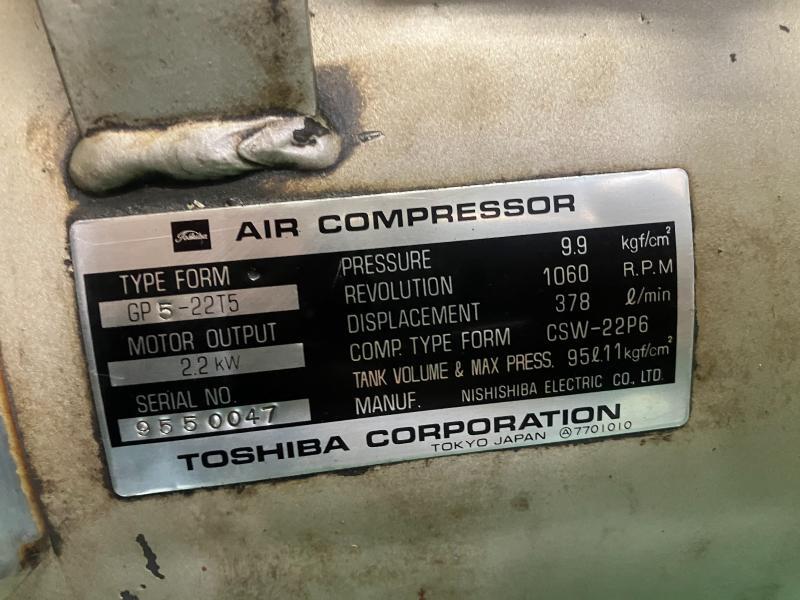 Toshiba AIR COMPRESSOR
TYPE FORM
GP5-22T5
MOTOR OUTPUT
2.2 kW
SERIAL NO.
9550047
PRESSURE 9.9 kgf/cm²
REVOLUTION 1060 R.P.M
DISPLACEMENT 378 ℓ/min
COMP. TYPE FORM CSW-22P6
TANK VOLUME & MAX PRESS. 95ℓ.11kgf/cm²
MANUF. NISHISHIBA ELECTRIC CO., LTD.
TOSHIBA CORPORATION
TOKYO JAPAN Ⓐ7701010